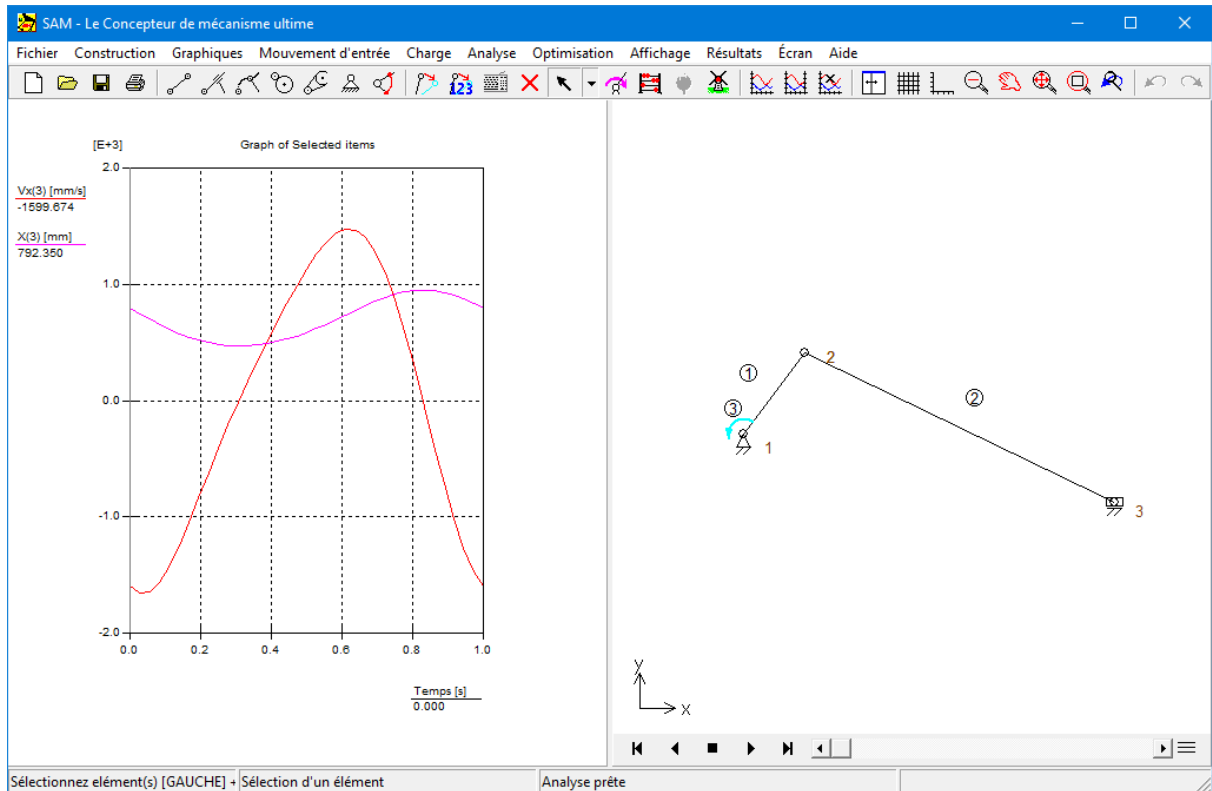 SAM - Le Concepteur de mécanisme ultime
Fichier Construction Graphiques Mouvement d'entrée Charge Analyse Optimisation Affichage Résultats Écran Aide
123
[E+3] Graph of Selected items
2.0
Vx(3) [mm/s]
-1599.674
X(3) [mm]
792.350
1.0
0.0
-1.0
-2.0
0.0 0.2 0.4 0.6 0.8 1.0
Temps [s]
0.000
2
①
②
③
1
3
y
x
Sélectionnez elément(s) [GAUCHE] + Sélection d'un élément Analyse prête